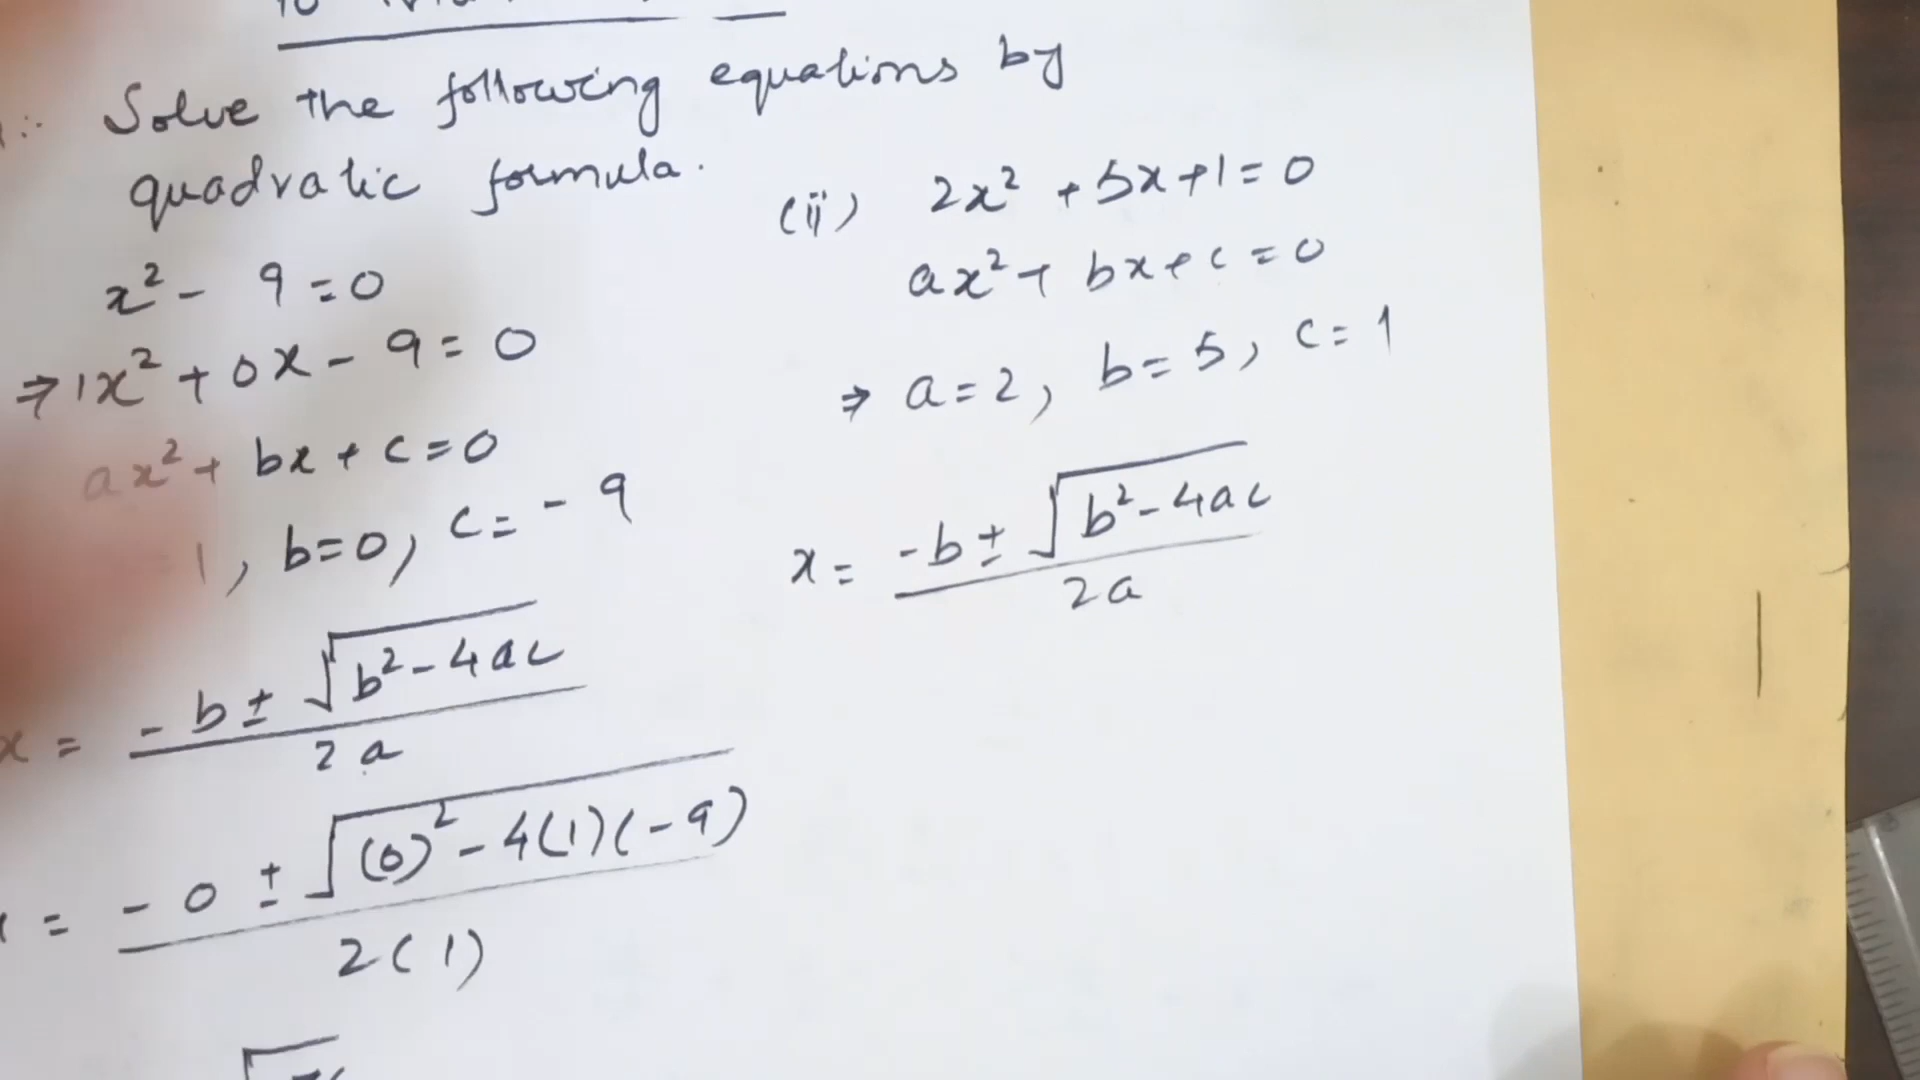 Solve the following equations by
quadratic formula.
x² - 9 = 0
⇒ 1x² + 0x - 9 = 0
ax² + bx + c = 0
1, b=0, c= -9
x = -b ± √(b² - 4ac) / 2a
= -0 ± √((0)² - 4(1)(-9)) / 2(1)
(ii) 2x² + 5x + 1 = 0
ax² + bx + c = 0
⇒ a=2, b=5, c=1
x = -b ± √(b² - 4ac) / 2a